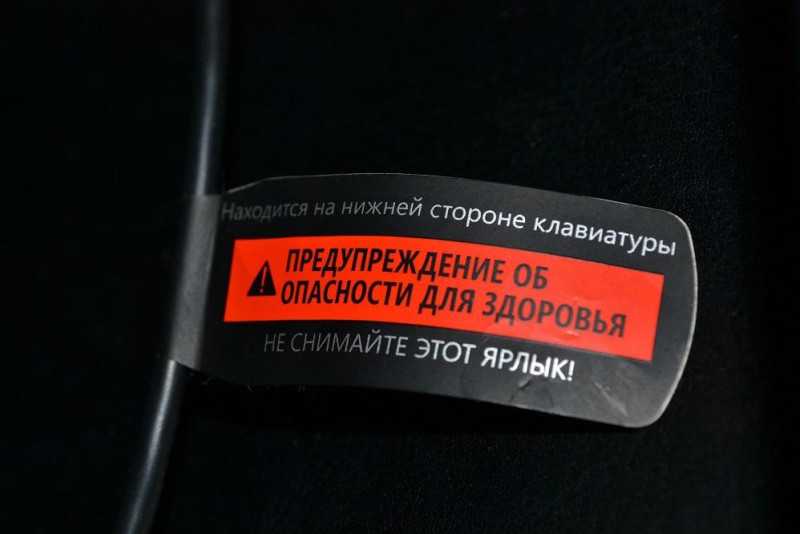 Находится на нижней стороне клавиатуры
ПРЕДУПРЕЖДЕНИЕ ОБ
ОПАСНОСТИ ДЛЯ ЗДОРОВЬЯ
НЕ СНИМАЙТЕ ЭТОТ ЯРЛЫК!